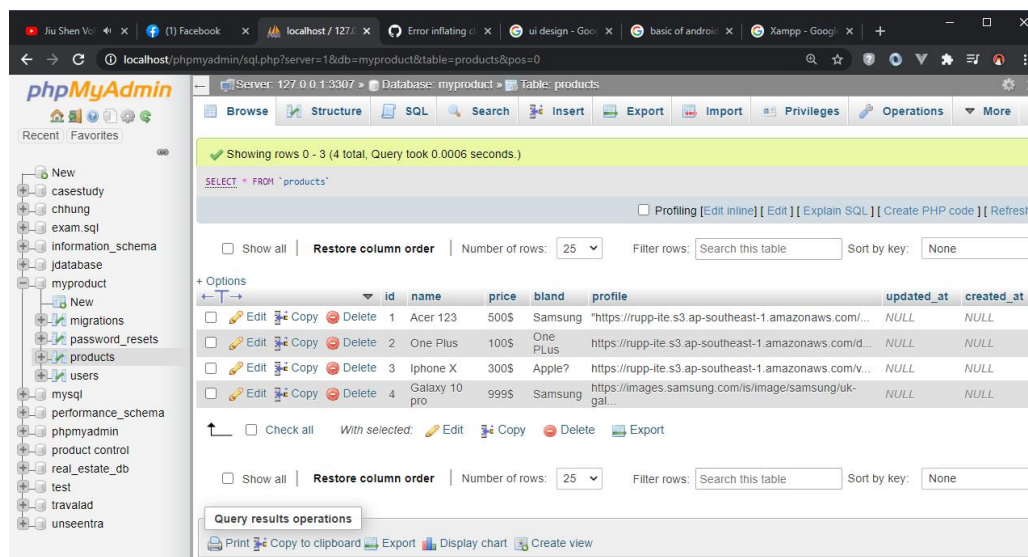 Jiu Shen Vo
(1) Facebook
localhost / 127.
Error inflating c
ui design - Goo
basic of android
Xampp - Googl
localhost/phpmyadmin/sql.php?server=1&db=myproduct&table=products&pos=0
phpMyAdmin
Recent Favorites
New
casestudy
chhung
exam.sql
information_schema
jdatabase
myproduct
New
migrations
password_resets
products
users
mysql
performance_schema
phpmyadmin
product control
real_estate_db
test
travalad
unseentra
Server: 127.0.0.1:3307 » Database: myproduct » Table: products
Browse Structure SQL Search Insert Export Import Privileges Operations More
Showing rows 0 - 3 (4 total, Query took 0.0006 seconds.)
SELECT * FROM `products`
Profiling [Edit inline] [ Edit ] [ Explain SQL ] [ Create PHP code ] [ Refresh
Show all Restore column order Number of rows: 25 Filter rows: Search this table Sort by key: None
+ Options
←T→ id name price bland profile updated_at created_at
Edit Copy Delete 1 Acer 123 500$ Samsung "https://rupp-ite.s3.ap-southeast-1.amazonaws.com/... NULL NULL
Edit Copy Delete 2 One Plus 100$ One PLus https://rupp-ite.s3.ap-southeast-1.amazonaws.com/d... NULL NULL
Edit Copy Delete 3 Iphone X 300$ Apple? https://rupp-ite.s3.ap-southeast-1.amazonaws.com/v... NULL NULL
Edit Copy Delete 4 Galaxy 10 pro 999$ Samsung https://images.samsung.com/is/image/samsung/uk-gal... NULL NULL
Check all With selected: Edit Copy Delete Export
Show all Restore column order Number of rows: 25 Filter rows: Search this table Sort by key: None
Query results operations
Print Copy to clipboard Export Display chart Create view